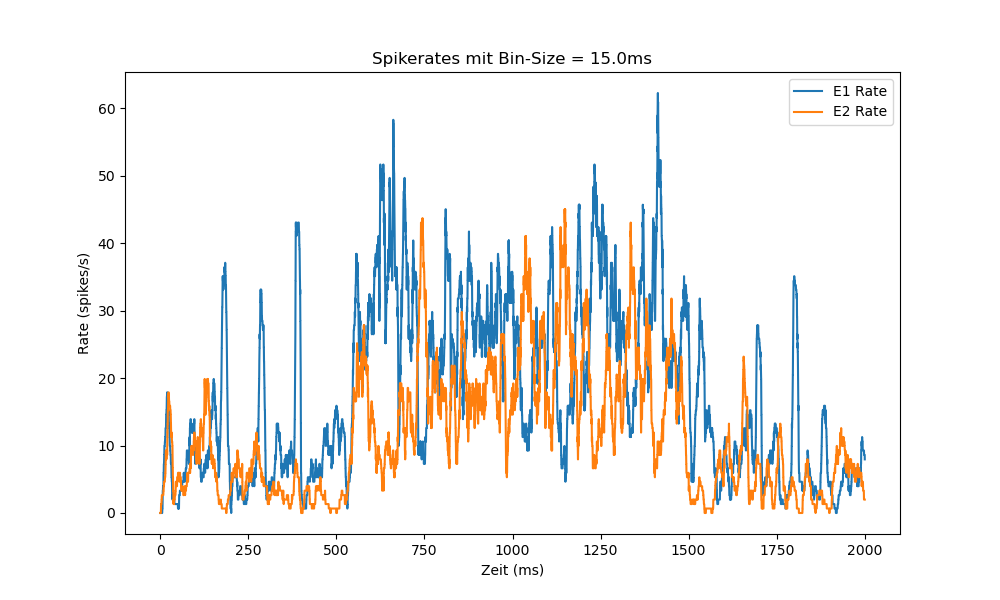 Spikerates mit Bin-Size = 15.0ms
E1 Rate
E2 Rate
60
50
40
30
20
10
0
Rate (spikes/s)
0 250 500 750 1000 1250 1500 1750 2000
Zeit (ms)